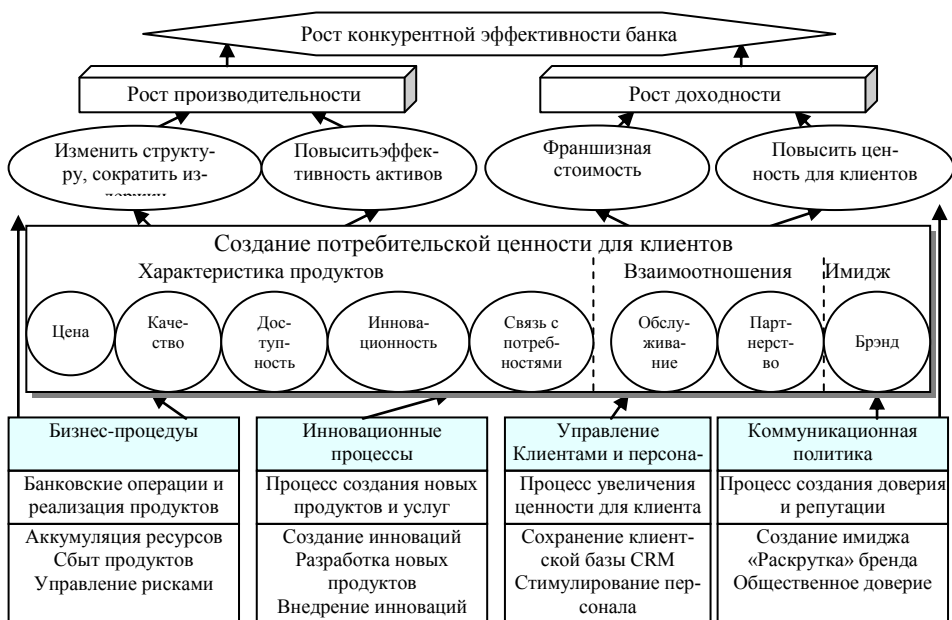 Рост конкурентной эффективности банка
Рост производительности
Рост доходности
Изменить структу-
ру, сократить из-
держки
Повыситьэффек-
тивность активов
Франшизная
стоимость
Повысить цен-
ность для клиентов
Создание потребительской ценности для клиентов
Характеристика продуктов
Взаимоотношения
Имидж
Цена
Каче-
ство
Дос-
тупность
Иннова-
ционность
Связь с
потреб-
ностями
Обслу-
жива-
ние
Парт-
нерст-
во
Брэнд
Бизнес-процедуы
Банковские операции и
реализация продуктов
Аккумуляция ресурсов
Сбыт продуктов
Управление рисками
Инновационные
процессы
Процесс создания новых
продуктов и услуг
Создание инноваций
Разработка новых
продуктов
Внедрение инноваций
Управление
Клиентами и персона-
Процесс увеличения
ценности для клиента
Сохранение клиент-
ской базы CRM
Стимулирование пер-
сонала
Коммуникационная
политика
Процесс создания доверия
и репутации
Создание имиджа
«Раскрутка» бренда
Общественное доверие